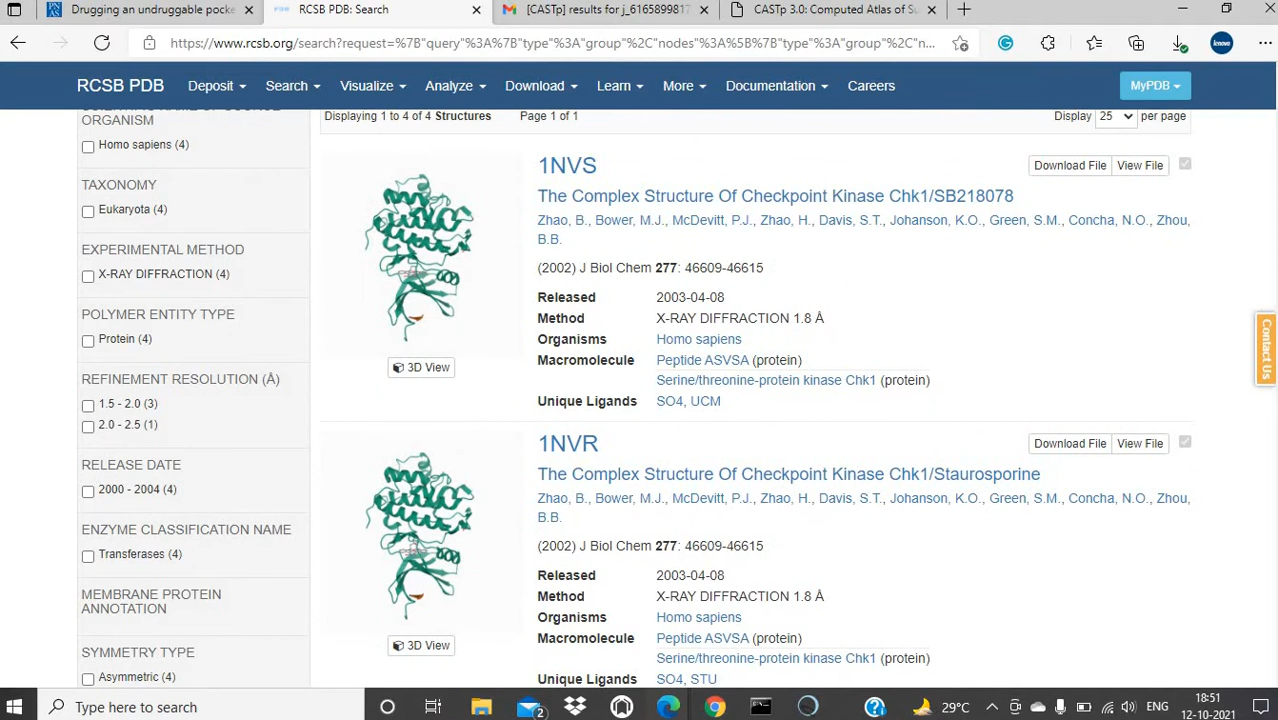 Drugging an undruggable pocke
RCSB PDB: Search
[CASTp] results for j_6165899817
CASTp 3.0: Computed Atlas of Su
https://www.rcsb.org/search?request=%7B"query"%3A%7B"type"%3A"group"%2C"nodes"%3A%5B%7B"type"%3A"group"%2C"n...
RCSB PDB Deposit Search Visualize Analyze Download Learn More Documentation Careers MyPDB
ORGANISM
Homo sapiens (4)
TAXONOMY
Eukaryota (4)
EXPERIMENTAL METHOD
X-RAY DIFFRACTION (4)
POLYMER ENTITY TYPE
Protein (4)
REFINEMENT RESOLUTION (Å)
1.5 - 2.0 (3)
2.0 - 2.5 (1)
RELEASE DATE
2000 - 2004 (4)
ENZYME CLASSIFICATION NAME
Transferases (4)
MEMBRANE PROTEIN
ANNOTATION
SYMMETRY TYPE
Asymmetric (4)
Displaying 1 to 4 of 4 Structures Page 1 of 1 Display 25 per page
1NVS Download File View File
The Complex Structure Of Checkpoint Kinase Chk1/SB218078
Zhao, B., Bower, M.J., McDevitt, P.J., Zhao, H., Davis, S.T., Johanson, K.O., Green, S.M., Concha, N.O., Zhou,
B.B.
(2002) J Biol Chem 277: 46609-46615
Released 2003-04-08
Method X-RAY DIFFRACTION 1.8 Å
Organisms Homo sapiens
Macromolecule Peptide ASVSA (protein)
Serine/threonine-protein kinase Chk1 (protein)
Unique Ligands SO4, UCM
3D View
1NVR Download File View File
The Complex Structure Of Checkpoint Kinase Chk1/Staurosporine
Zhao, B., Bower, M.J., McDevitt, P.J., Zhao, H., Davis, S.T., Johanson, K.O., Green, S.M., Concha, N.O., Zhou,
B.B.
(2002) J Biol Chem 277: 46609-46615
Released 2003-04-08
Method X-RAY DIFFRACTION 1.8 Å
Organisms Homo sapiens
Macromolecule Peptide ASVSA (protein)
Serine/threonine-protein kinase Chk1 (protein)
Unique Ligands SO4, STU
3D View
Contact Us
Type here to search
2
29°C
ENG
18:51
12-10-2021